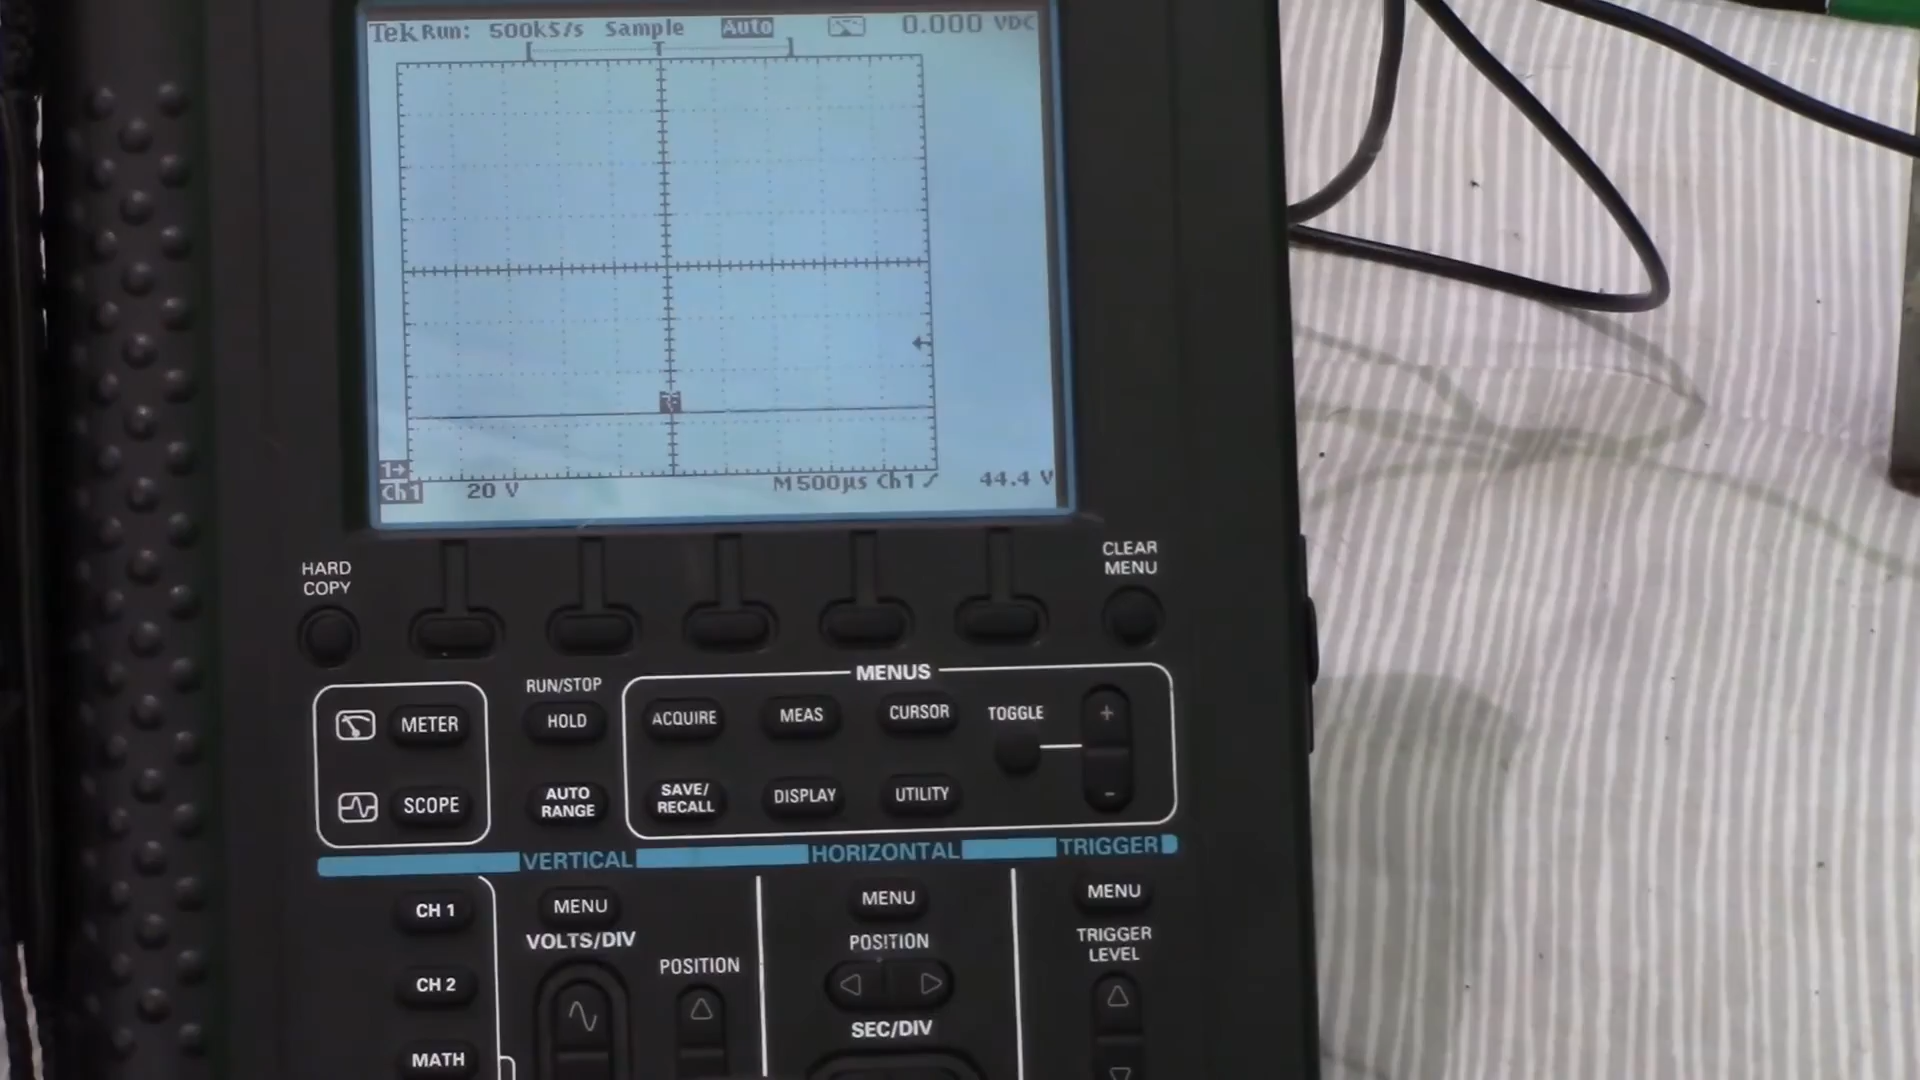 Tek Run: 500kS/s Sample Auto 0.000 VDC
1
Ch1 20 V M 500µs Ch1 44.4 V
HARD COPY
CLEAR MENU
METER
SCOPE
RUN/STOP
HOLD
AUTO RANGE
MENUS
ACQUIRE MEAS CURSOR TOGGLE +
SAVE/ RECALL DISPLAY UTILITY -
VERTICAL HORIZONTAL TRIGGER
CH 1
CH 2
MATH
MENU
VOLTS/DIV
POSITION
MENU
POSITION
SEC/DIV
MENU
TRIGGER LEVEL